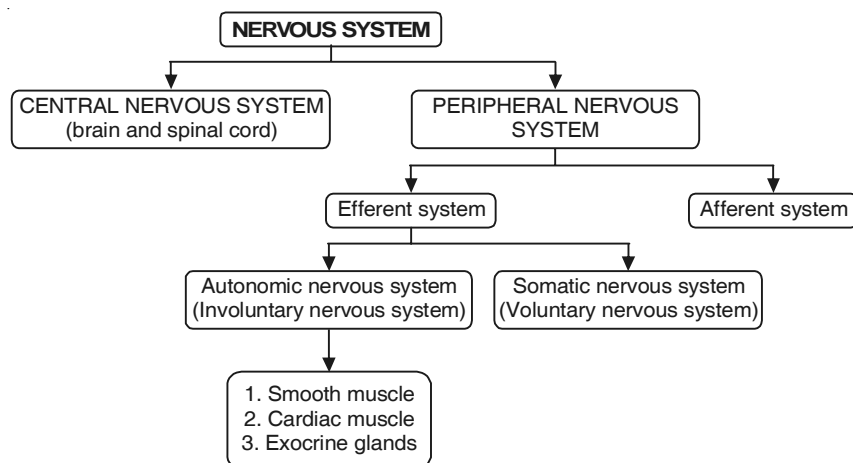 NERVOUS SYSTEM
CENTRAL NERVOUS SYSTEM
(brain and spinal cord)
PERIPHERAL NERVOUS
SYSTEM
Efferent system
Afferent system
Autonomic nervous system
(Involuntary nervous system)
Somatic nervous system
(Voluntary nervous system)
1. Smooth muscle
2. Cardiac muscle
3. Exocrine glands